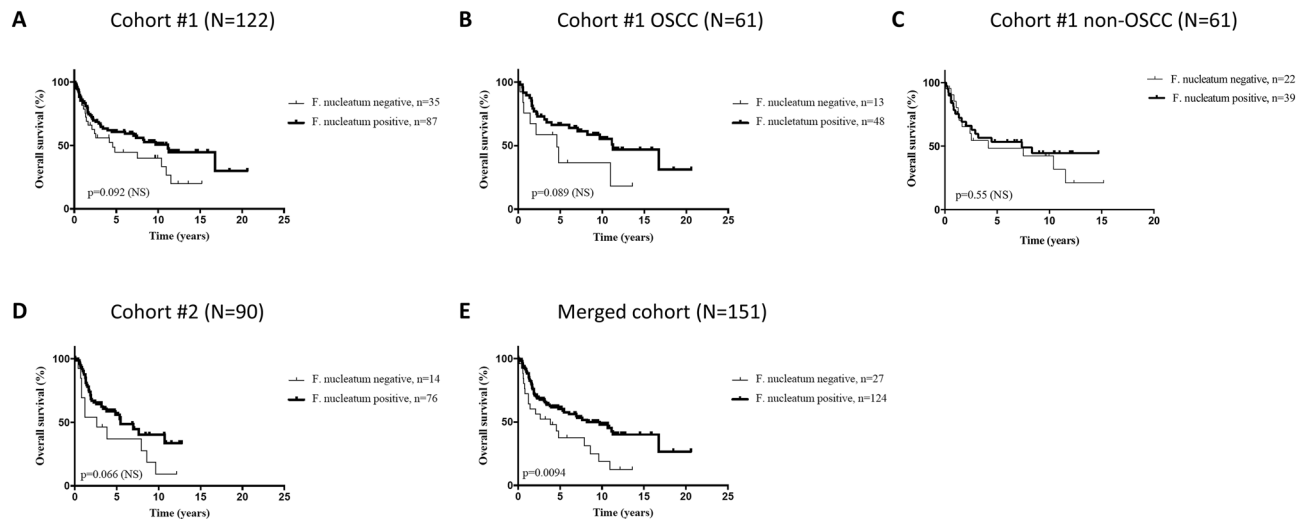 A Cohort #1 (N=122)
100
50
0
Overall survival (%)
0 5 10 15 20 25
Time (years)
p=0.092 (NS)
F. nucleatum negative, n=35
F. nucleatum positive, n=87
B Cohort #1 OSCC (N=61)
100
50
0
Overall survival (%)
0 5 10 15 20 25
Time (years)
p=0.089 (NS)
F. nucleatum negative, n=13
F. nucletatum positive, n=48
C Cohort #1 non-OSCC (N=61)
100
50
0
Overall survival (%)
0 5 10 15 20
Time (years)
p=0.55 (NS)
F. nucleatum negative, n=22
F. nucleatum positive, n=39
D Cohort #2 (N=90)
100
50
0
Overall survival (%)
0 5 10 15 20 25
Time (years)
p=0.066 (NS)
F. nucleatum negative, n=14
F. nucleatum positive, n=76
E Merged cohort (N=151)
100
50
0
Overall survival (%)
0 5 10 15 20 25
Time (years)
p=0.0094
F. nucleatum negative, n=27
F. nucleatum positive, n=124